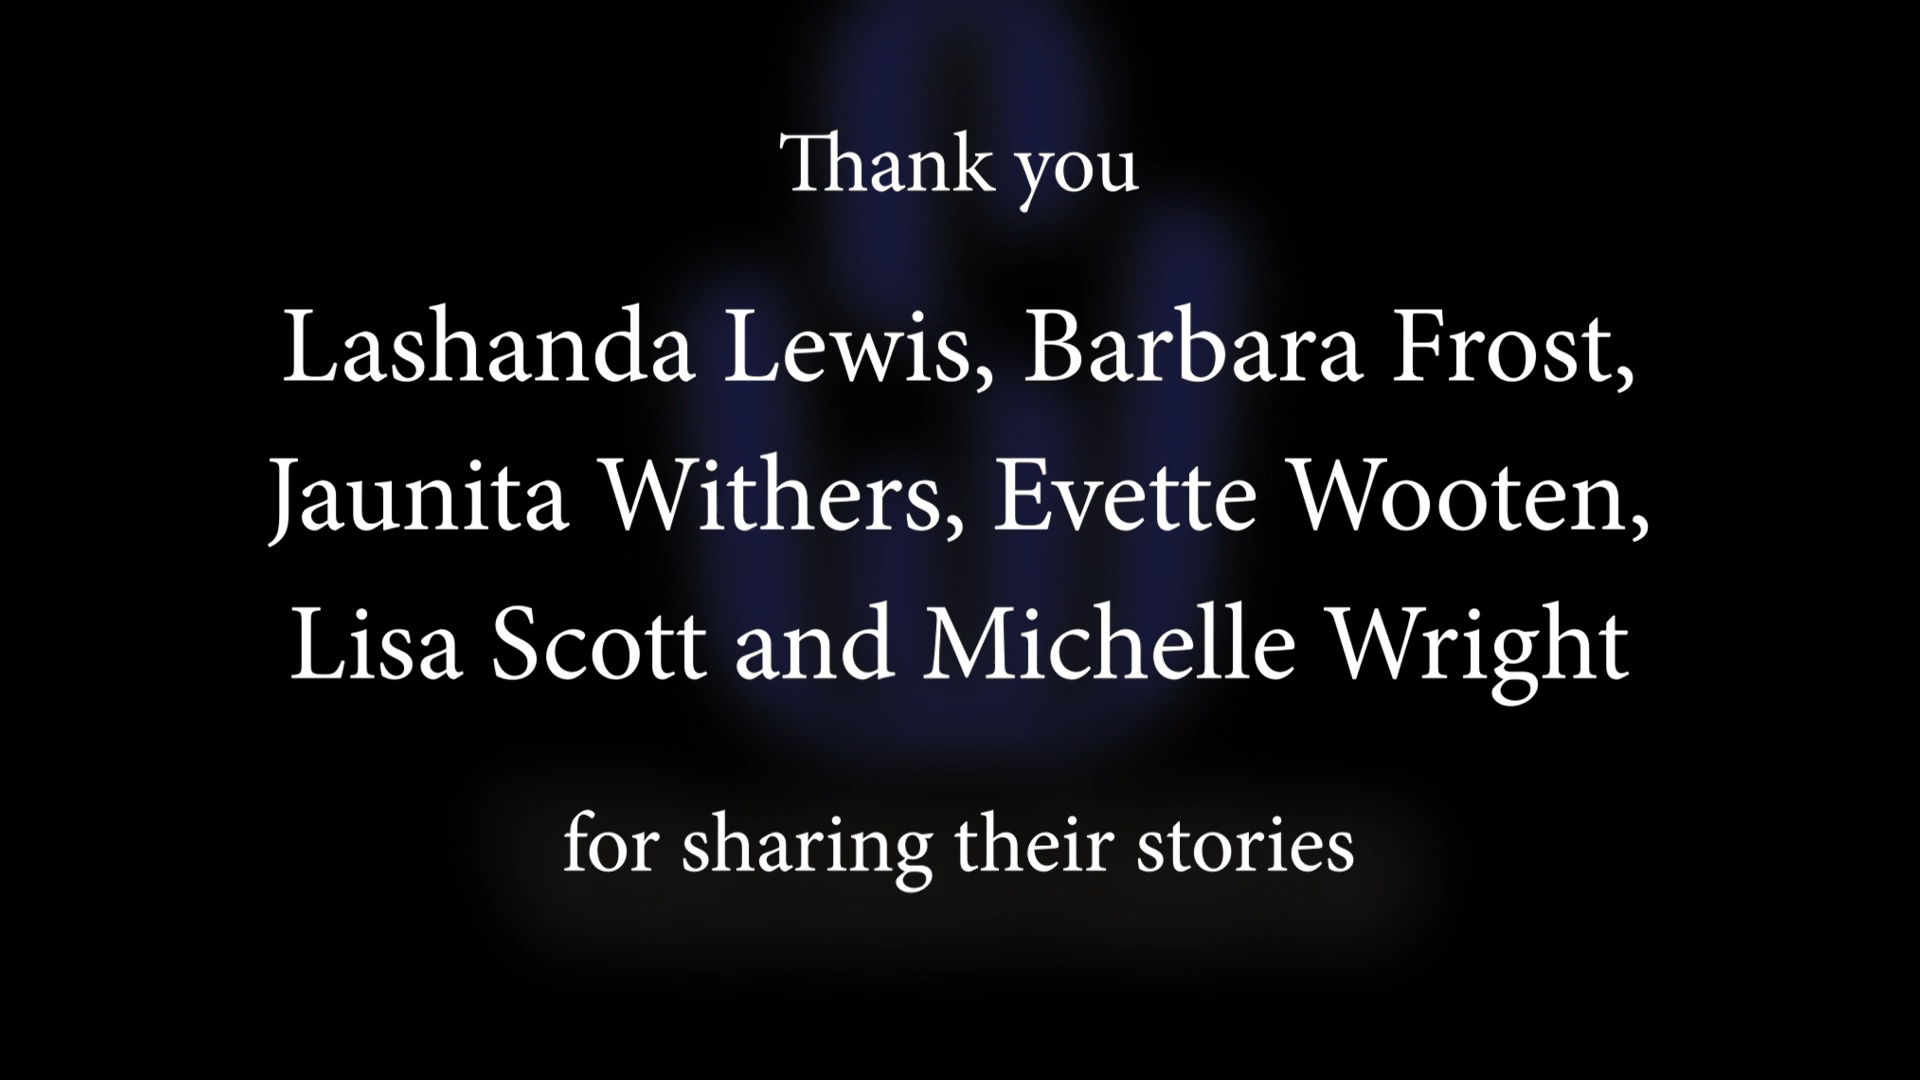 Thank you
Lashanda Lewis, Barbara Frost,
Jaunita Withers, Evette Wooten,
Lisa Scott and Michelle Wright
for sharing their stories